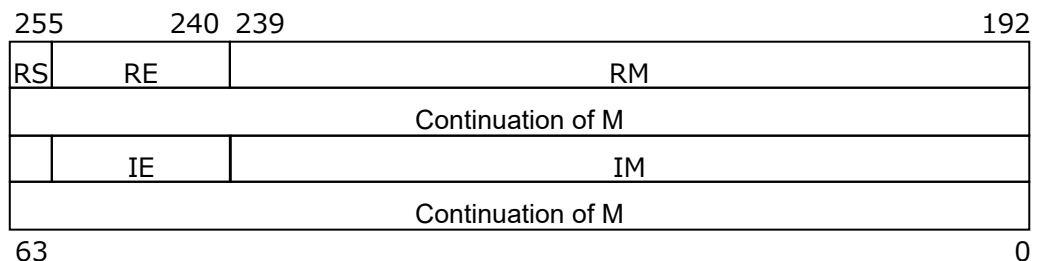 255 240 239 192
RS RE RM
Continuation of M
IE IM
Continuation of M
63 0